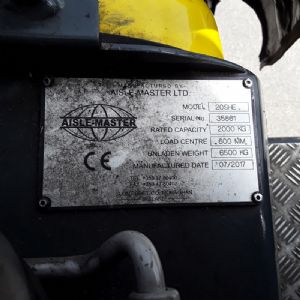 MANUFACTURED BY:-
AISLE-MASTER LTD.
AISLE-MASTER
MODEL 20SHE
SERIAL No. 35881
RATED CAPACITY 2000 KG
LOAD CENTRE 600 MM
UNLADEN WEIGHT 6500 KG
MANUFACTURED DATE 07/2017
CE
TEL